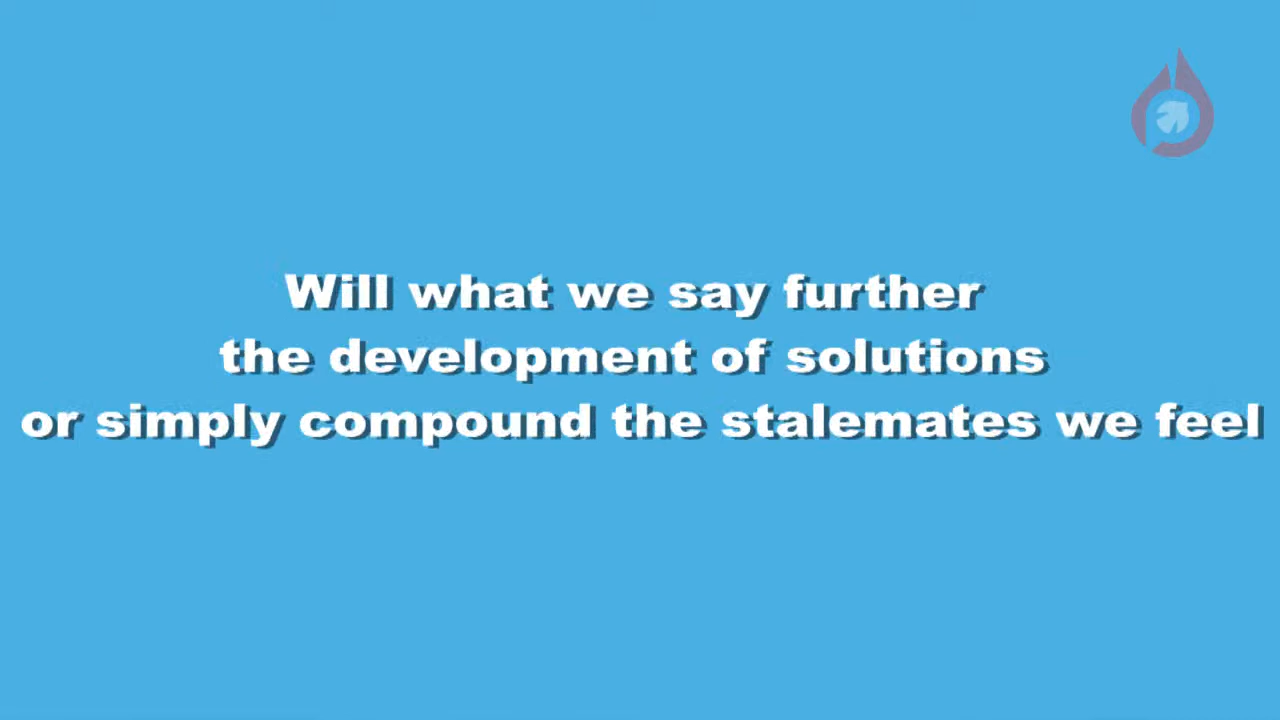 Will what we say further
the development of solutions
or simply compound the stalemates we feel